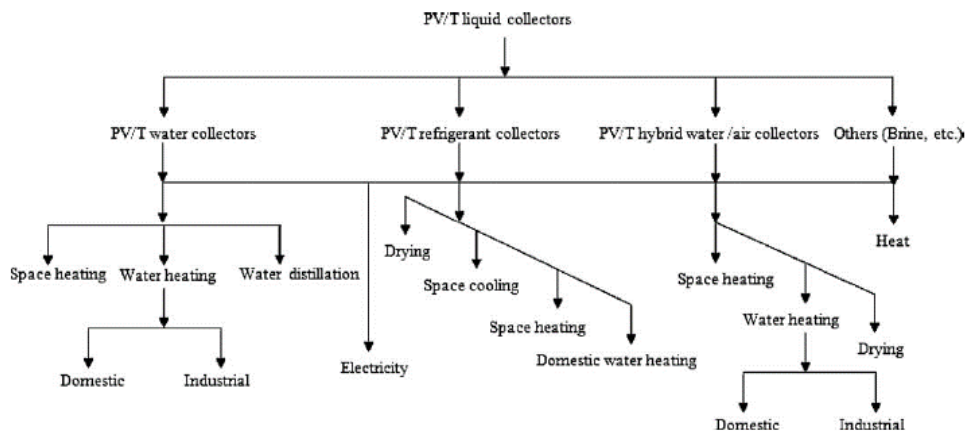 PV/T liquid collectors
PV/T water collectors
PV/T refrigerant collectors
PV/T hybrid water /air collectors
Others (Brine, etc.)
Space heating
Water heating
Water distillation
Drying
Space cooling
Space heating
Domestic water heating
Space heating
Water heating
Drying
Heat
Domestic
Industrial
Electricity
Domestic
Industrial